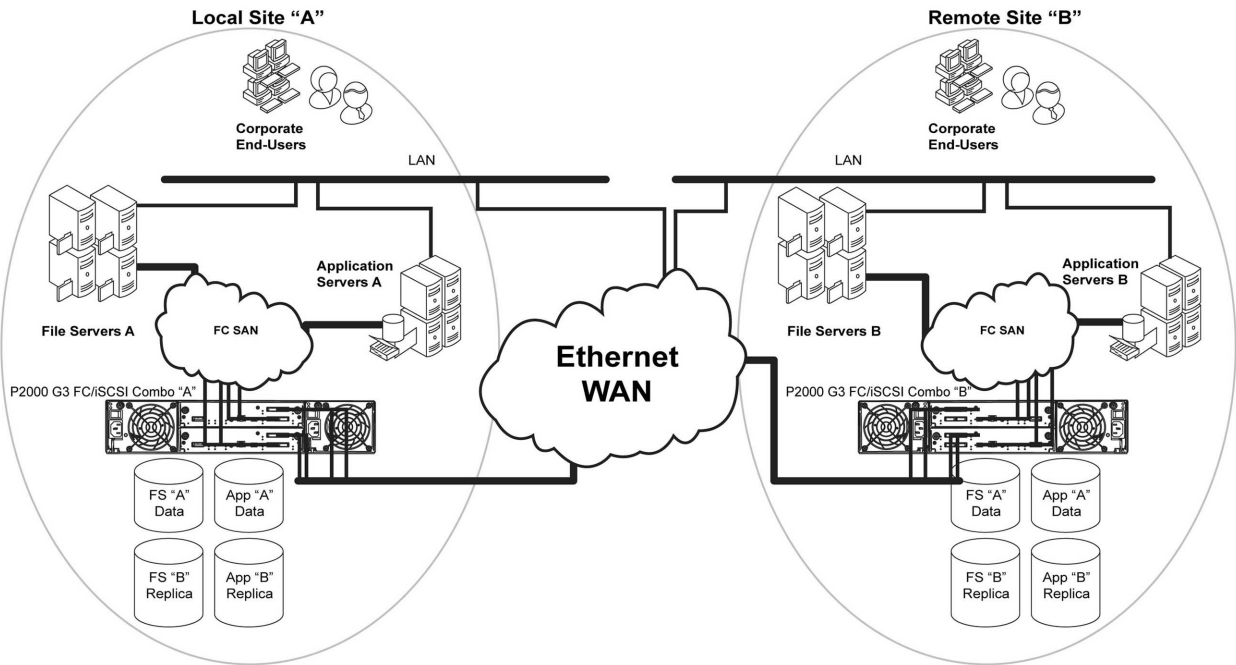 Local Site “A”
Remote Site “B”
Corporate
End-Users
Corporate
End-Users
LAN
LAN
Application
Servers A
Application
Servers B
File Servers A
FC SAN
File Servers B
FC SAN
Ethernet
WAN
P2000 G3 FC/iSCSI Combo “A”
P2000 G3 FC/iSCSI Combo “B”
FS “A”
Data
App “A”
Data
FS “A”
Data
App “A”
Data
FS “B”
Replica
App “B”
Replica
FS “B”
Replica
App “B”
Replica